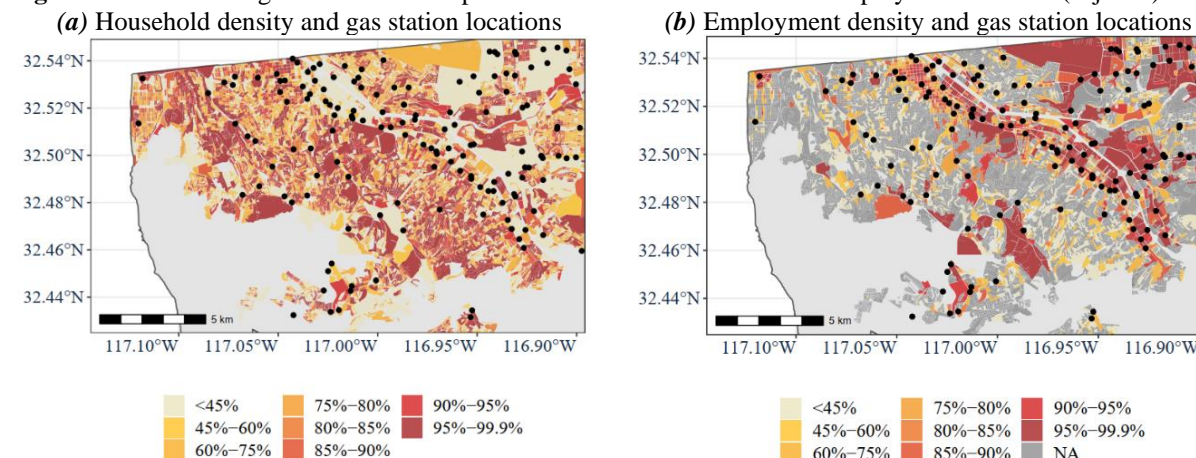 (a) Household density and gas station locations
(b) Employment density and gas station locations
32.54°N
32.52°N
32.50°N
32.48°N
32.46°N
32.44°N
5 km
117.10°W 117.05°W 117.00°W 116.95°W 116.90°W
<45%
45%−60%
60%−75%
75%−80%
80%−85%
85%−90%
90%−95%
95%−99.9%
32.54°N
32.52°N
32.50°N
32.48°N
32.46°N
32.44°N
5 km
117.10°W 117.05°W 117.00°W 116.95°W 116.90°W
<45%
45%−60%
60%−75%
75%−80%
80%−85%
85%−90%
90%−95%
95%−99.9%
NA